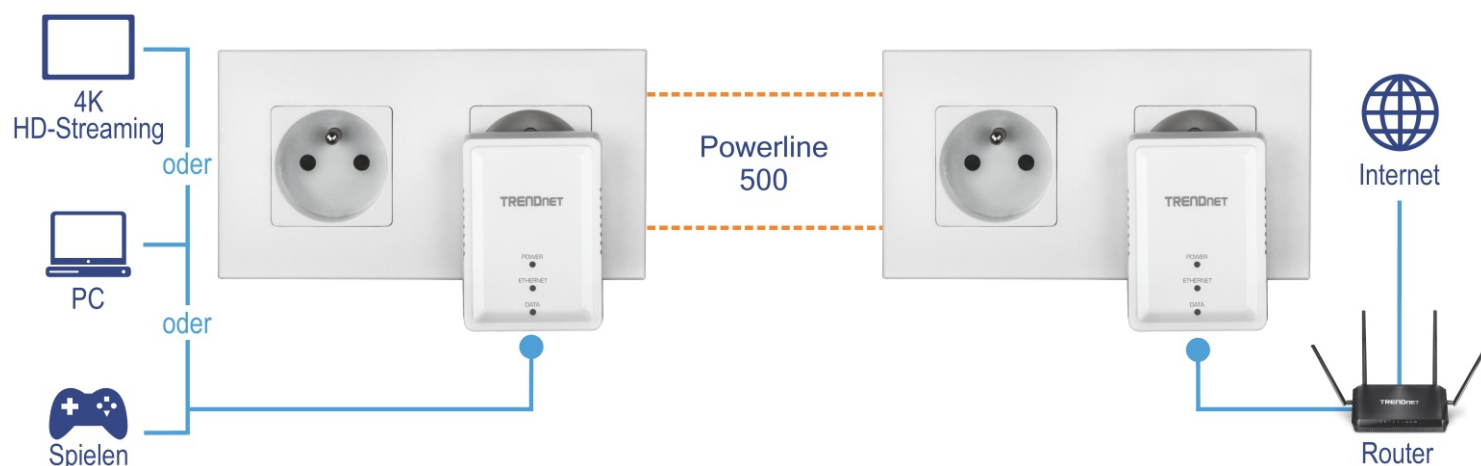 4K
HD-Streaming
oder
PC
oder
Spielen
TRENDNET
POWER
ETHERNET
DATA
Powerline
500
TRENDNET
POWER
ETHERNET
DATA
Internet
TRENDNET
Router